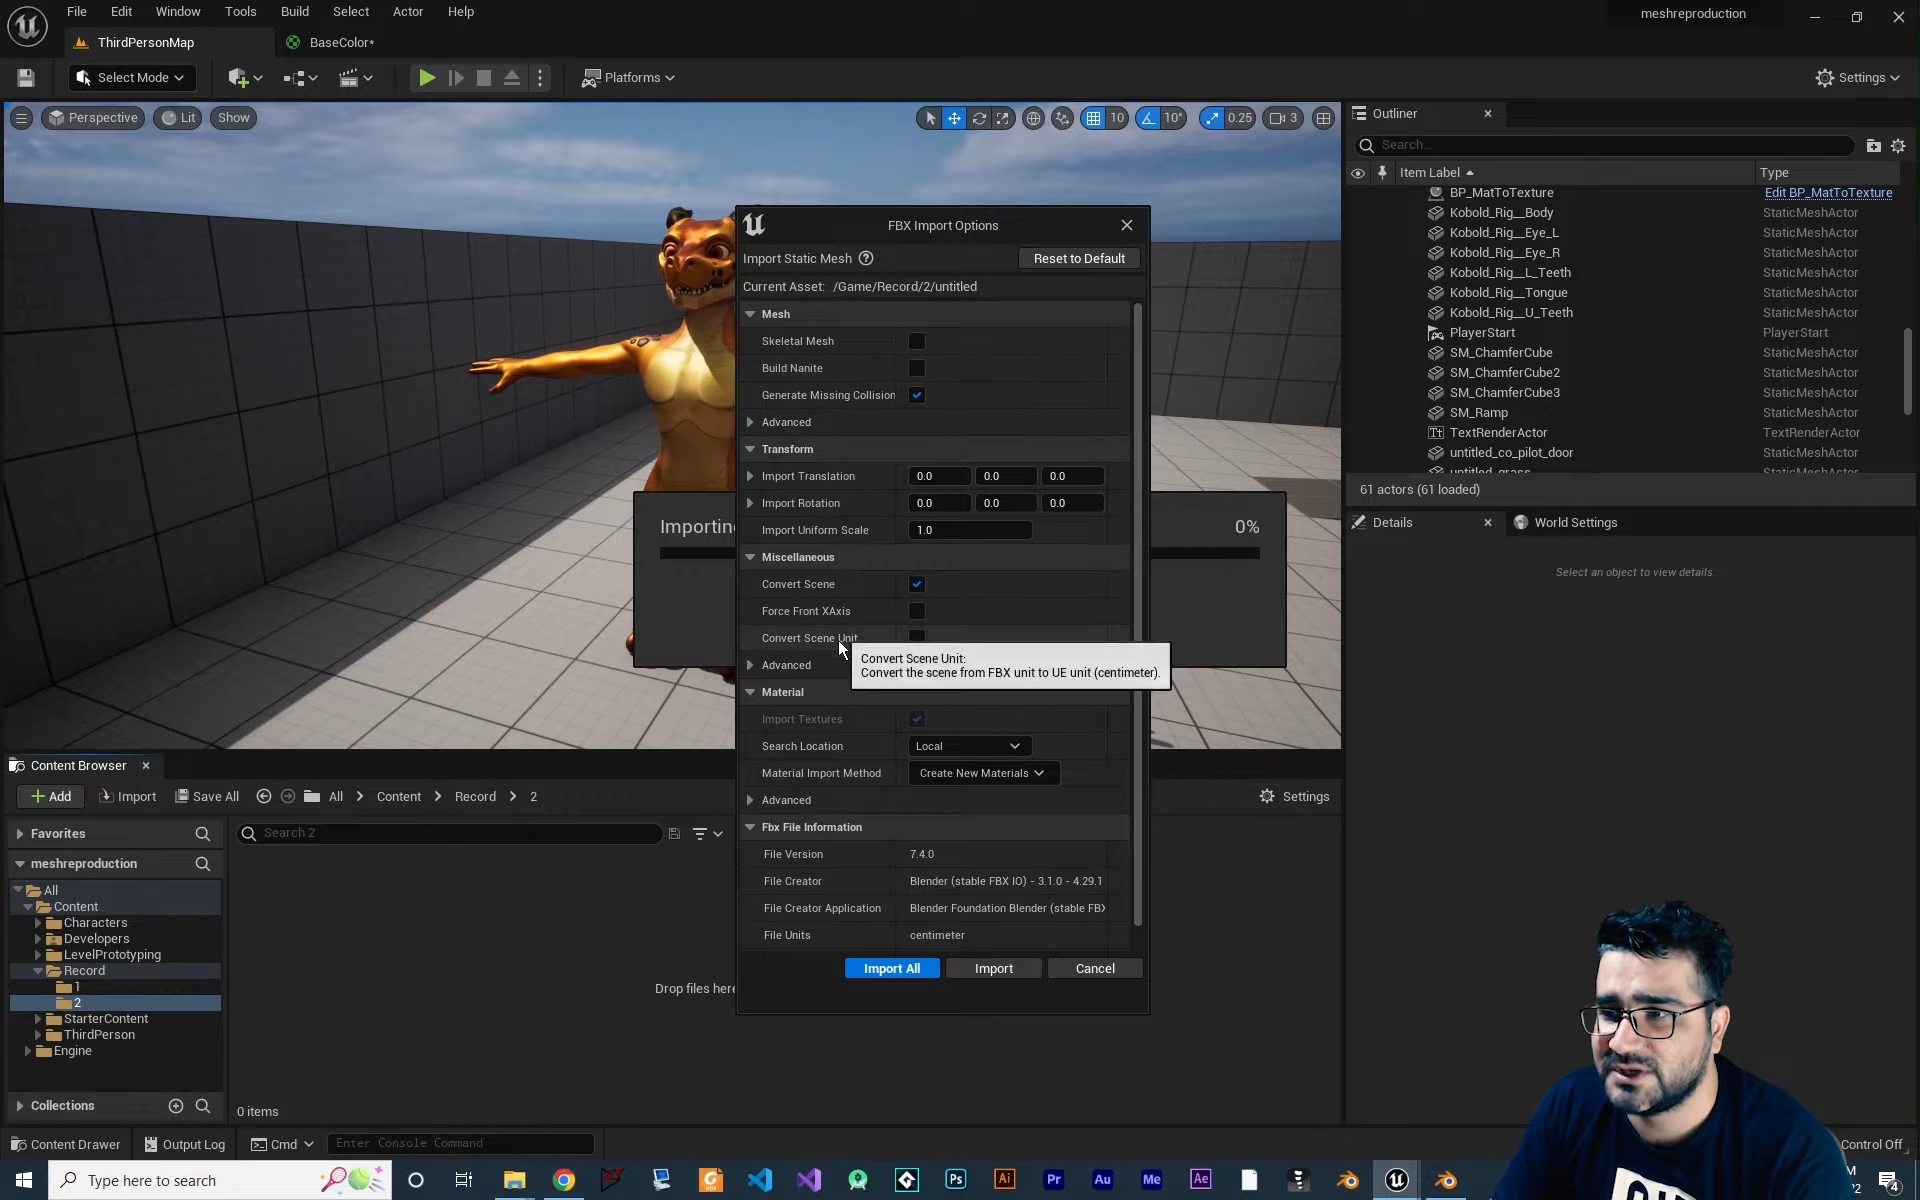 File Edit Window Tools Build Select Actor Help
meshreproduction
ThirdPersonMap
BaseColor*
Select Mode
Platforms
Settings
Perspective
Lit
Show
10
10°
0.25
3
Outliner
Search...
Item Label
Type
BP_MatToTexture Edit BP_MatToTexture
Kobold_Rig__Body StaticMeshActor
Kobold_Rig__Eye_L StaticMeshActor
Kobold_Rig__Eye_R StaticMeshActor
Kobold_Rig__L_Teeth StaticMeshActor
Kobold_Rig__Tongue StaticMeshActor
Kobold_Rig__U_Teeth StaticMeshActor
PlayerStart PlayerStart
SM_ChamferCube StaticMeshActor
SM_ChamferCube2 StaticMeshActor
SM_ChamferCube3 StaticMeshActor
SM_Ramp StaticMeshActor
TextRenderActor TextRenderActor
untitled_co_pilot_door StaticMeshActor
untitled_grass
61 actors (61 loaded)
Details
World Settings
Select an object to view details.
FBX Import Options
Import Static Mesh
Reset to Default
Current Asset: /Game/Record/2/untitled
Mesh
Skeletal Mesh
Build Nanite
Generate Missing Collision
Advanced
Transform
Import Translation 0.0 0.0 0.0
Import Rotation 0.0 0.0 0.0
Import Uniform Scale 1.0
Miscellaneous
Convert Scene
Force Front XAxis
Convert Scene Unit
Advanced
Convert Scene Unit:
Convert the scene from FBX unit to UE unit (centimeter).
Material
Import Textures
Search Location Local
Material Import Method Create New Materials
Advanced
Fbx File Information
File Version 7.4.0
File Creator Blender (stable FBX IO) - 3.1.0 - 4.29.1
File Creator Application Blender Foundation Blender (stable FBX
File Units centimeter
Import All
Import
Cancel
Importing
0%
Content Browser
Add
Import
Save All
All > Content > Record > 2
Settings
Favorites
Search 2
meshreproduction
All
Content
Characters
Developers
LevelPrototyping
Record
1
2
StarterContent
ThirdPerson
Engine
Drop files here
Collections
0 items
Content Drawer
Output Log
Cmd
Enter Console Command
Control Off
Type here to search
Ps
Ai
Pr
Au
Me
Ae
4